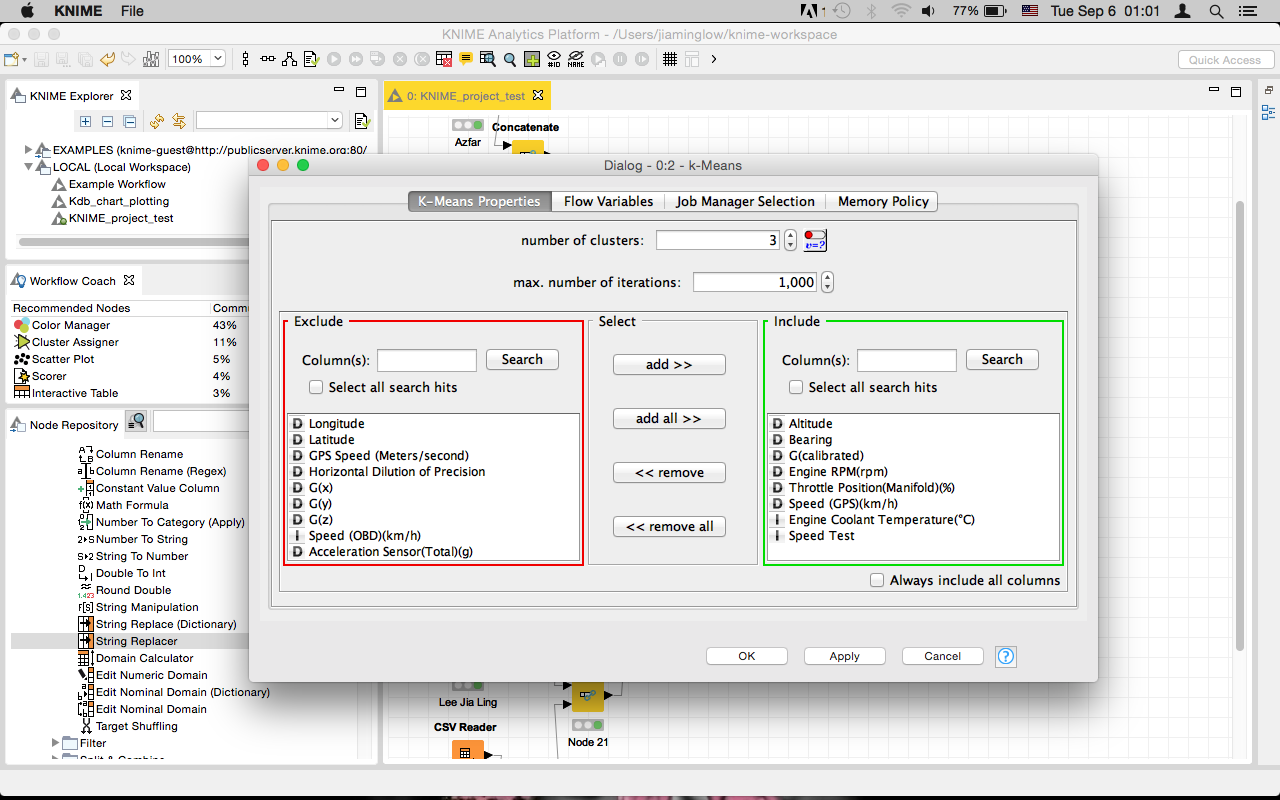 KNIME File 1 77% Tue Sep 6 01:01
KNIME Analytics Platform - /Users/jiaminglow/knime-workspace
100% #ID NAME Quick Access
KNIME Explorer
EXAMPLES (knime-guest@http://publicserver.knime.org:80/
LOCAL (Local Workspace)
Example Workflow
Kdb_chart_plotting
KNIME_project_test
Workflow Coach
Recommended Nodes Commu
Color Manager 43%
Cluster Assigner 11%
Scatter Plot 5%
Scorer 4%
Interactive Table 3%
Node Repository
Column Rename
Column Rename (Regex)
Constant Value Column
Math Formula
Number To Category (Apply)
Number To String
String To Number
Double To Int
Round Double
String Manipulation
String Replace (Dictionary)
String Replacer
Domain Calculator
Edit Numeric Domain
Edit Nominal Domain (Dictionary)
Edit Nominal Domain
Target Shuffling
Filter
Split & Combine
0: KNIME_project_test
Concatenate
Azfar
Dialog - 0:2 - k-Means
K-Means Properties Flow Variables Job Manager Selection Memory Policy
number of clusters: 3 v=?
max. number of iterations: 1,000
Exclude
Column(s): Search
Select all search hits
D Longitude
D Latitude
D GPS Speed (Meters/second)
D Horizontal Dilution of Precision
D G(x)
D G(y)
D G(z)
I Speed (OBD)(km/h)
D Acceleration Sensor(Total)(g)
Select
add >>
add all >>
<< remove
<< remove all
Include
Column(s): Search
Select all search hits
D Altitude
D Bearing
D G(calibrated)
D Engine RPM(rpm)
D Throttle Position(Manifold)(%)
D Speed (GPS)(km/h)
I Engine Coolant Temperature(°C)
I Speed Test
Always include all columns
OK Apply Cancel ?
Lee Jia Ling
CSV Reader
Node 21